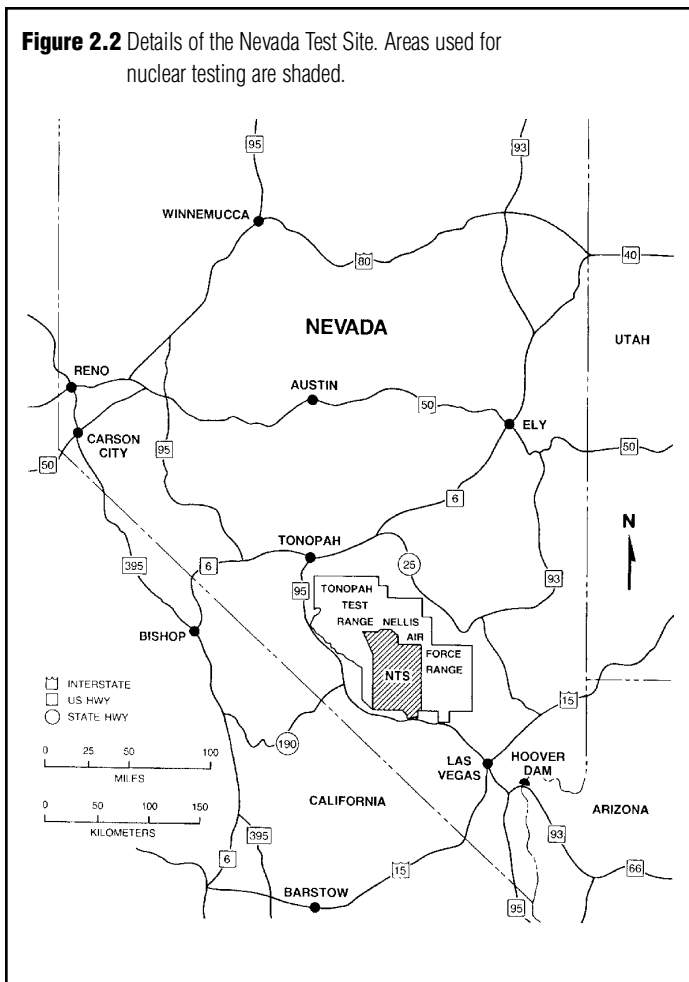 Figure 2.2 Details of the Nevada Test Site. Areas used for
nuclear testing are shaded.
95
93
WINNEMUCCA
80
40
NEVADA
UTAH
RENO
AUSTIN
50
ELY
CARSON
CITY
95
50
50
6
N
TONOPAH
25
395
6
93
95
TONOPAH
TEST
RANGE NELLIS
AIR
FORCE
RANGE
BISHOP
NTS
INTERSTATE
US HWY
STATE HWY
15
190
0 25 50 100
MILES
LAS
VEGAS
HOOVER
DAM
CALIFORNIA
ARIZONA
0 50 100 150
KILOMETERS
395
93
6
15
66
BARSTOW
95